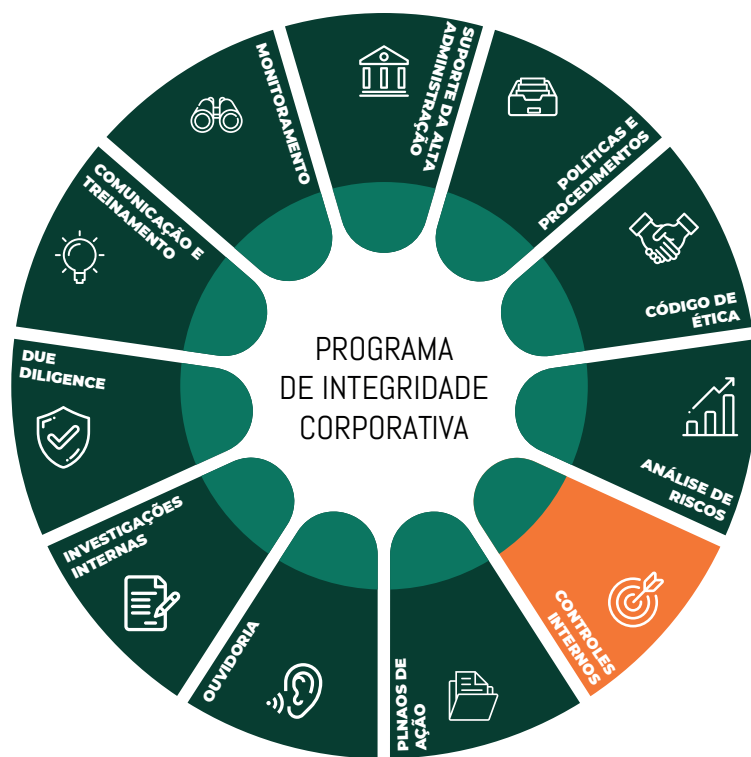 PROGRAMA
DE INTEGRIDADE
CORPORATIVA
SUPORTE DA ALTA
ADMINISTRAÇÃO
POLÍTICAS E
PROCEDIMENTOS
CÓDIGO DE
ÉTICA
ANÁLISE DE
RISCOS
CONTROLES
INTERNOS
PLNAOS DE
AÇÃO
OUVIDORIA
INVESTIGAÇÕES
INTERNAS
DUE
DILIGENCE
COMUNICAÇÃO E
TREINAMENTO
MONITORAMENTO